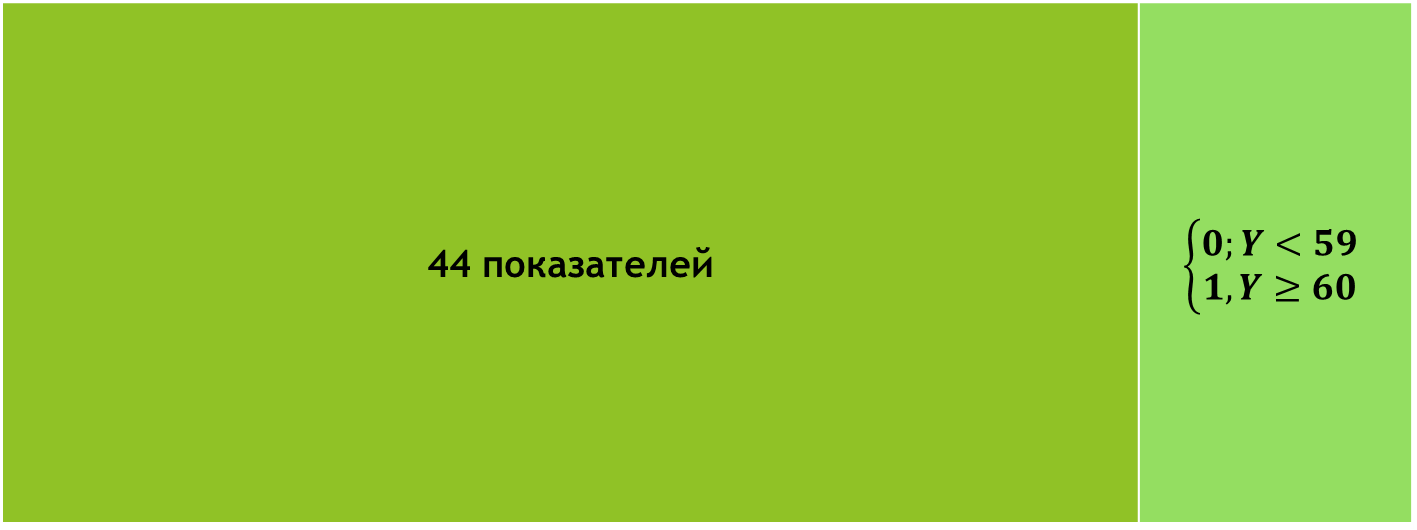 44 показателей
0; Y < 59
1, Y ≥ 60